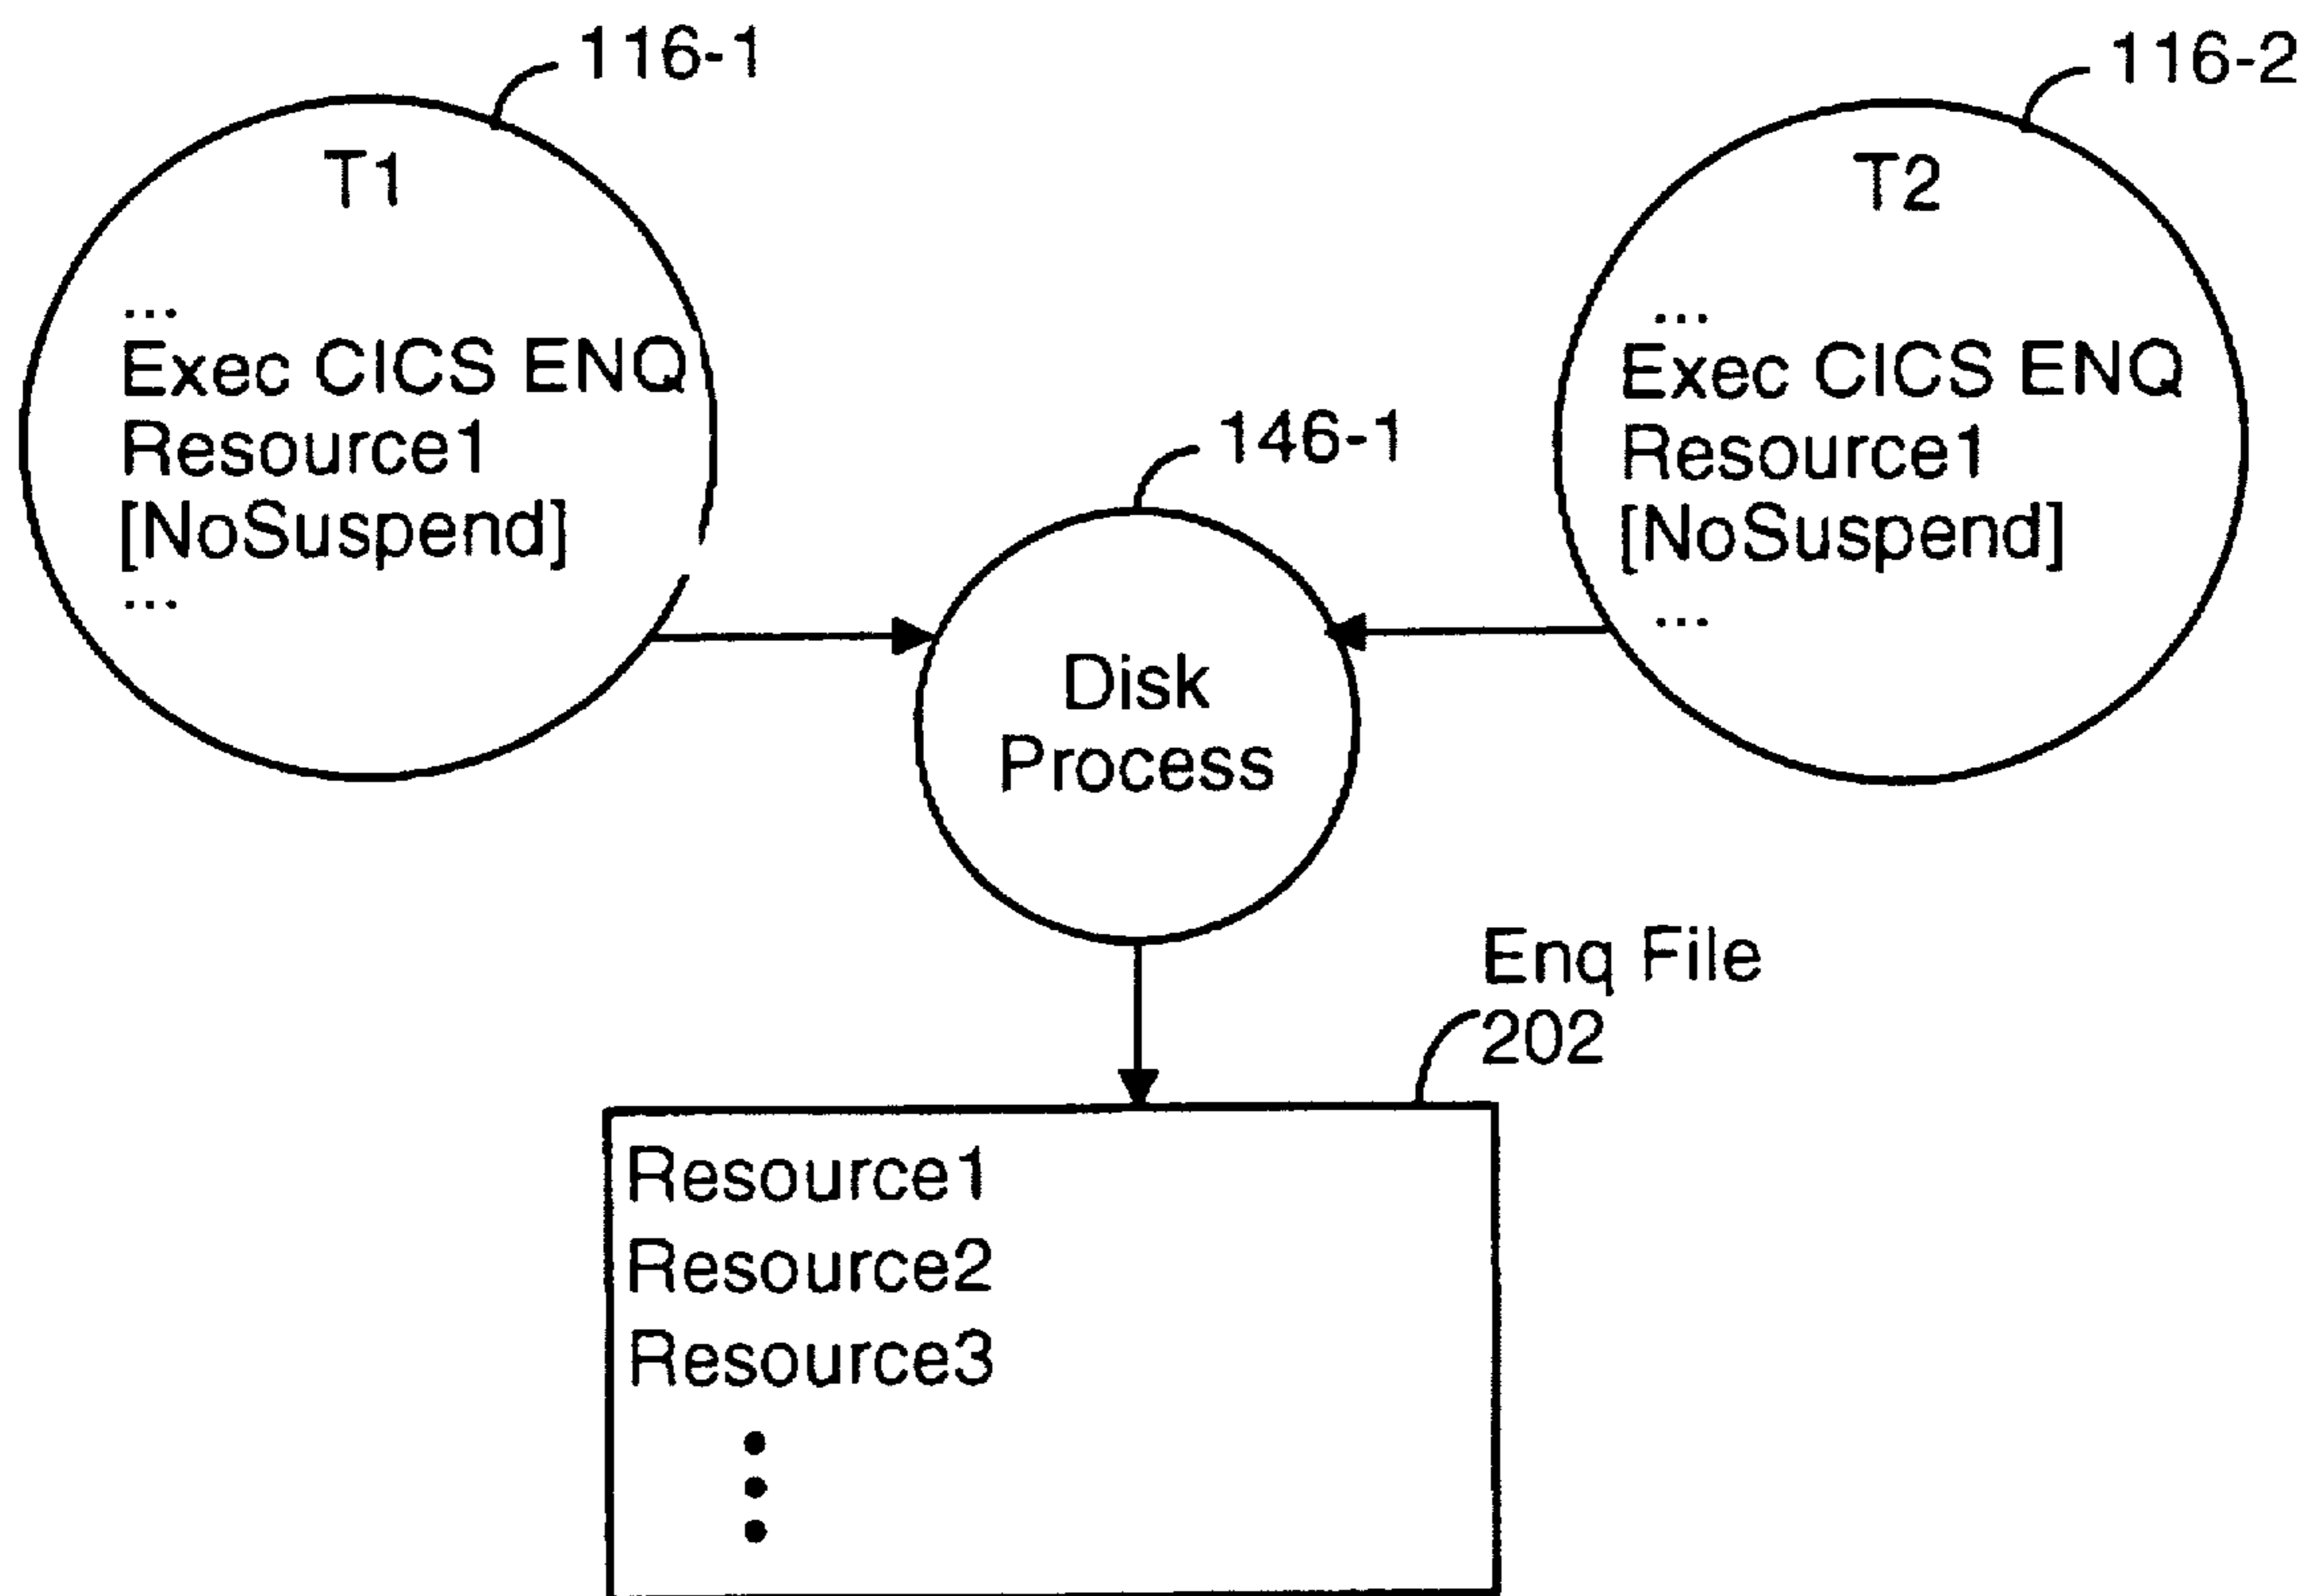 116-1
116-2
T1
...
Exec CICS ENQ
Resource1
[NoSuspend]
...
T2
...
Exec CICS ENQ
Resource1
[NoSuspend]
...
146-1
Disk
Process
Enq File
202
Resource1
Resource2
Resource3